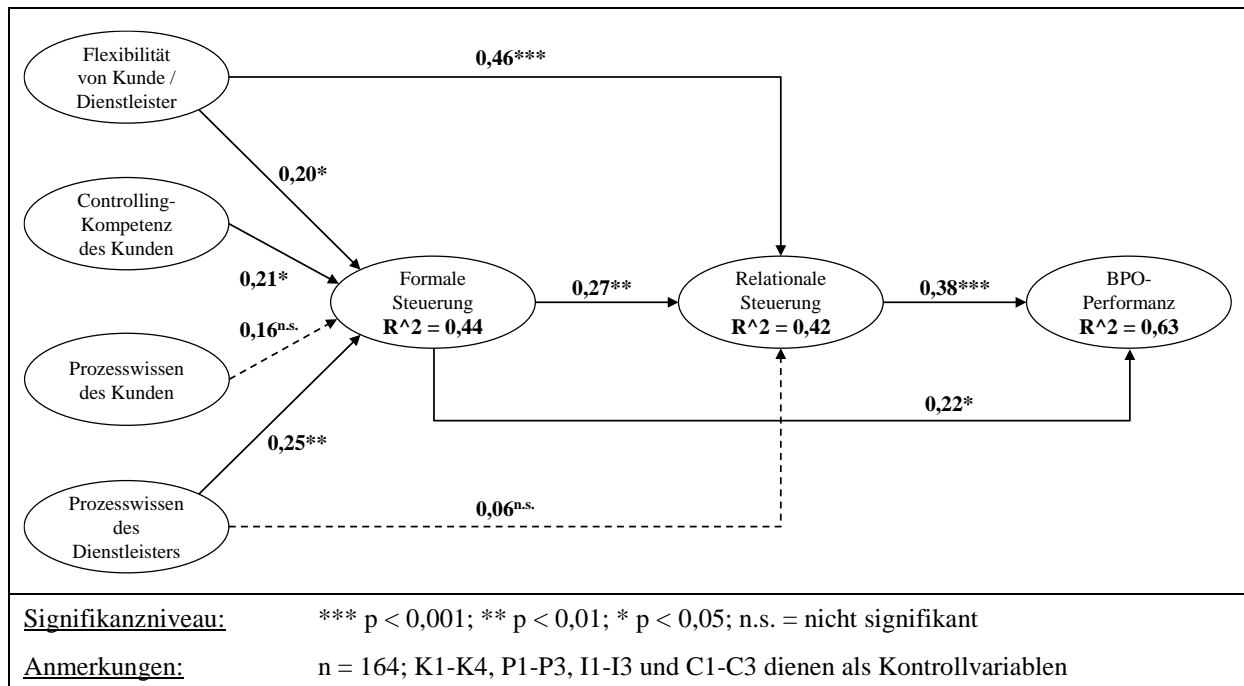 Flexibilität
von Kunde /
Dienstleister
0,46***
0,20*
Controlling-
Kompetenz
des Kunden
0,21*
Formale
Steuerung
R^2 = 0,44
0,27**
Relationale
Steuerung
R^2 = 0,42
0,38***
BPO-
Performanz
R^2 = 0,63
0,16n.s.
Prozesswissen
des Kunden
0,22*
0,25**
Prozesswissen
des
Dienstleisters
0,06n.s.
Signifikanzniveau: *** p < 0,001; ** p < 0,01; * p < 0,05; n.s. = nicht signifikant
Anmerkungen: n = 164; K1-K4, P1-P3, I1-I3 und C1-C3 dienen als Kontrollvariablen